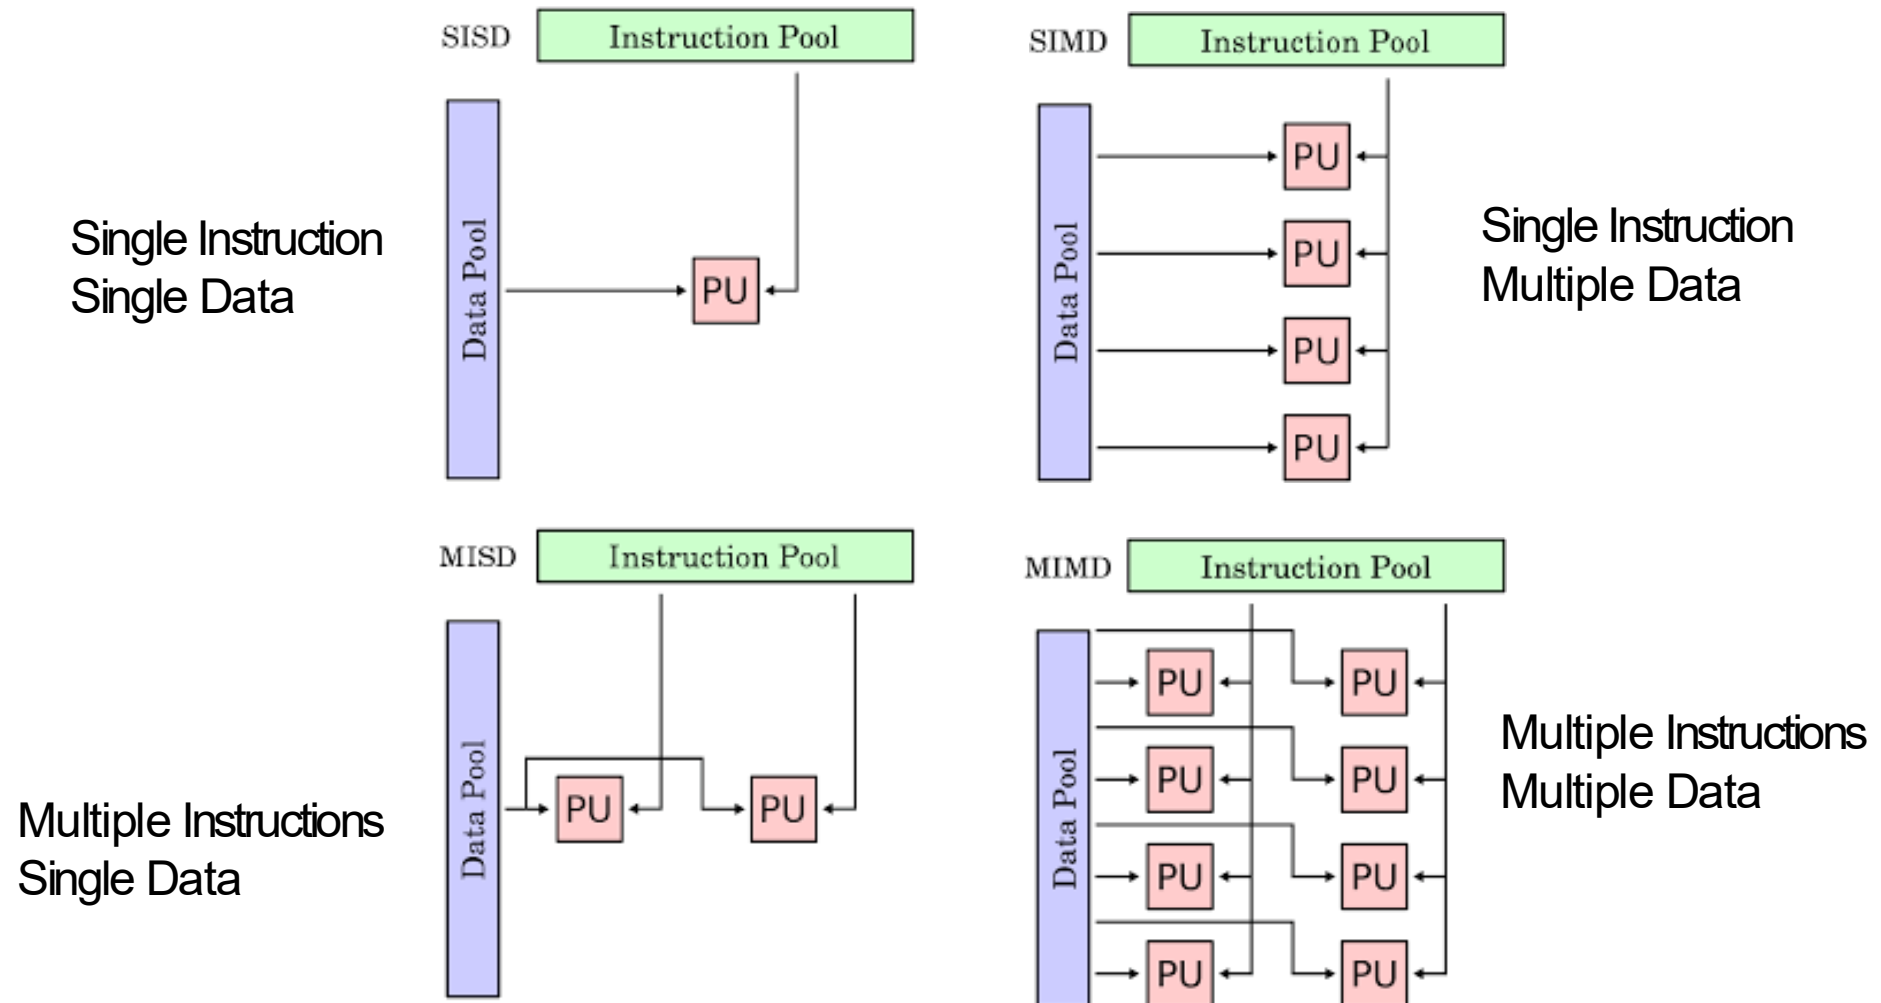 SISD
Instruction Pool
Data Pool
PU
Single Instruction
Single Data
SIMD
Instruction Pool
Data Pool
PU
PU
PU
PU
Single Instruction
Multiple Data
MISD
Instruction Pool
Data Pool
PU PU
Multiple Instructions
Single Data
MIMD
Instruction Pool
Data Pool
PU PU
PU PU
PU PU
PU PU
Multiple Instructions
Multiple Data